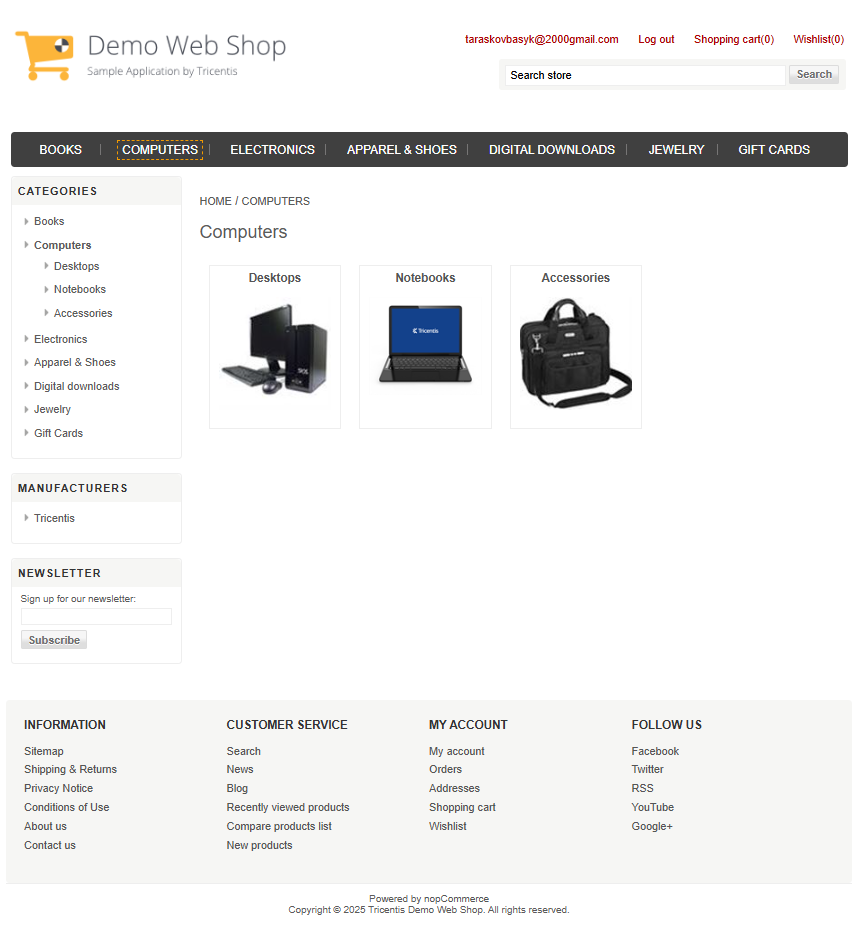 Demo Web Shop
Sample Application by Tricentis
taraskovbasyk@2000gmail.com Log out Shopping cart(0) Wishlist(0)
Search store Search
BOOKS COMPUTERS ELECTRONICS APPAREL & SHOES DIGITAL DOWNLOADS JEWELRY GIFT CARDS
CATEGORIES
Books
Computers
Desktops
Notebooks
Accessories
Electronics
Apparel & Shoes
Digital downloads
Jewelry
Gift Cards
MANUFACTURERS
Tricentis
NEWSLETTER
Sign up for our newsletter:
Subscribe
HOME / COMPUTERS
Computers
Desktops Notebooks Accessories
Tricentis
INFORMATION
Sitemap
Shipping & Returns
Privacy Notice
Conditions of Use
About us
Contact us
CUSTOMER SERVICE
Search
News
Blog
Recently viewed products
Compare products list
New products
MY ACCOUNT
My account
Orders
Addresses
Shopping cart
Wishlist
FOLLOW US
Facebook
Twitter
RSS
YouTube
Google+
Powered by nopCommerce
Copyright © 2025 Tricentis Demo Web Shop. All rights reserved.